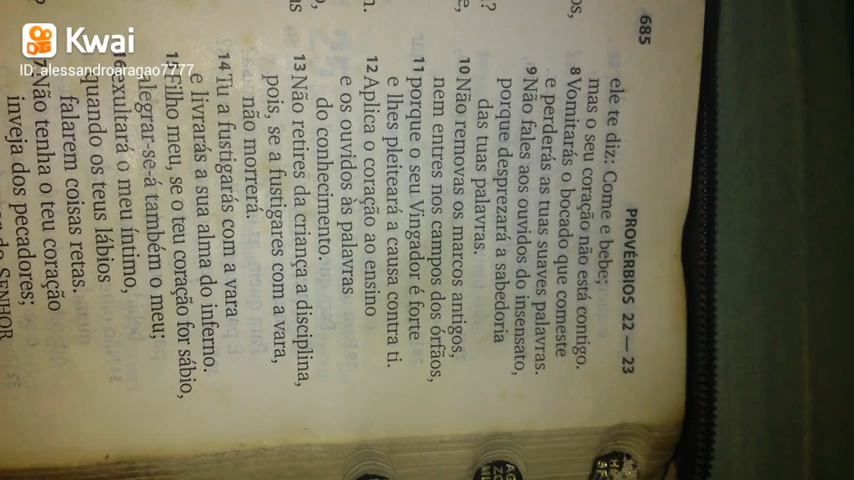 Kwai
ID: alessandroaragao7777
685
PROVÉRBIOS 22 — 23
ele te diz: Come e bebe;
mas o seu coração não está contigo.
8 Vomitarás o bocado que comeste
e perderás as tuas suaves palavras.
9 Não fales aos ouvidos do insensato,
porque desprezará a sabedoria
das tuas palavras.
10 Não removas os marcos antigos,
nem entres nos campos dos órfãos,
11 porque o seu Vingador é forte
e lhes pleiteará a causa contra ti.
12 Aplica o coração ao ensino
e os ouvidos às palavras
do conhecimento.
13 Não retires da criança a disciplina,
pois, se a fustigares com a vara,
não morrerá.
14 Tu a fustigarás com a vara
e livrarás a sua alma do inferno.
15 Filho meu, se o teu coração for sábio,
alegrar-se-á também o meu;
16 exultará o meu íntimo,
quando os teus lábios
falarem coisas retas.
17 Não tenha o teu coração
inveja dos pecadores;
do SENHOR